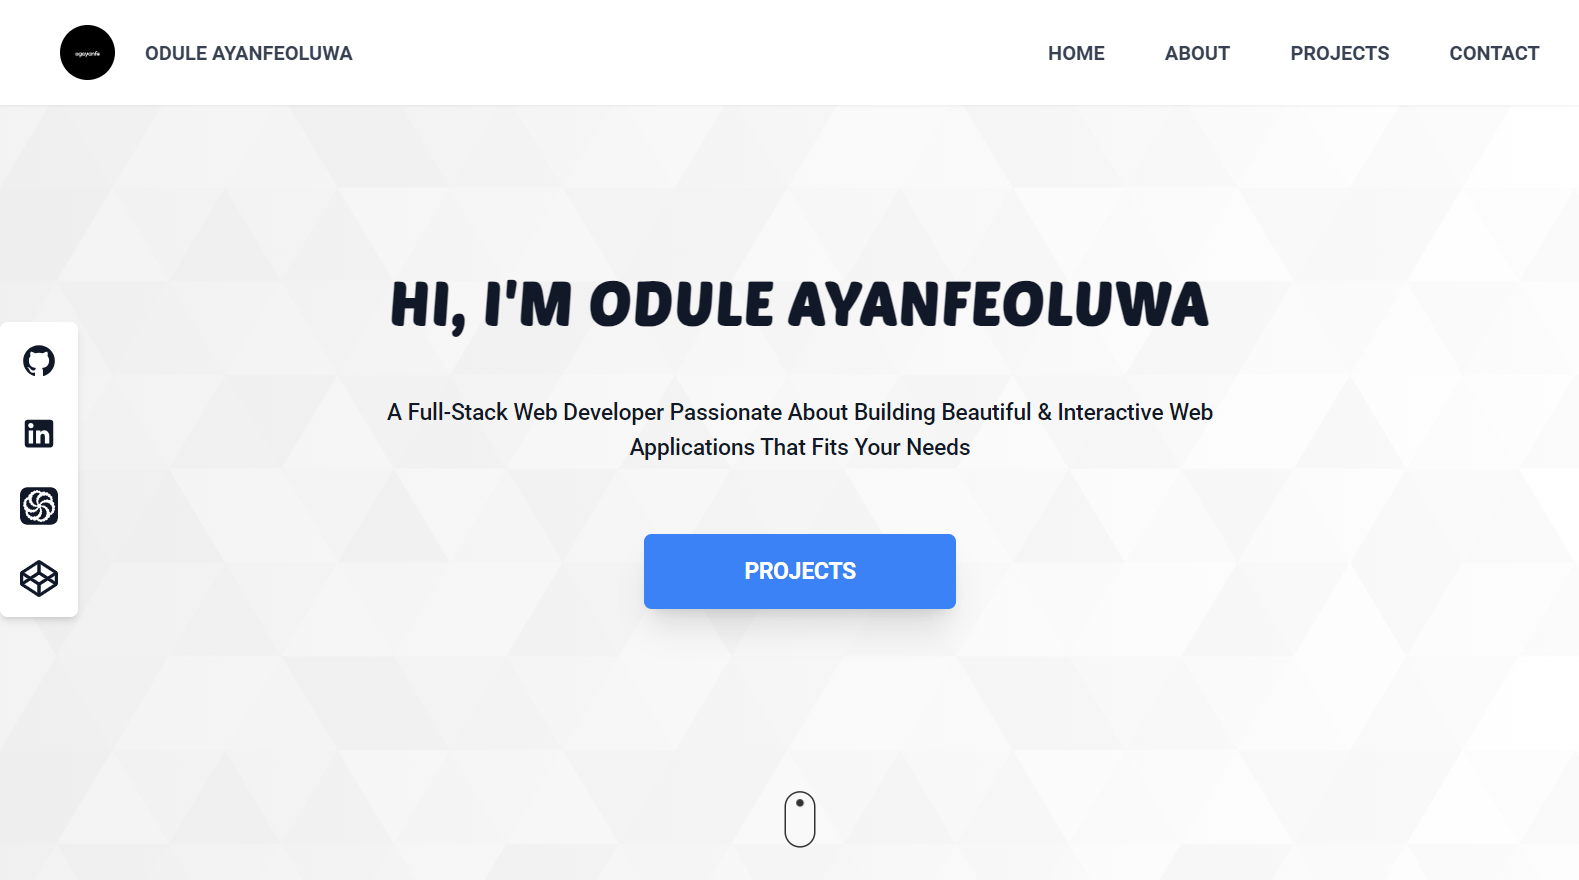 ogayanfe
ODULE AYANFEOLUWA
HOME
ABOUT
PROJECTS
CONTACT
HI, I'M ODULE AYANFEOLUWA
A Full-Stack Web Developer Passionate About Building Beautiful & Interactive Web
Applications That Fits Your Needs
PROJECTS